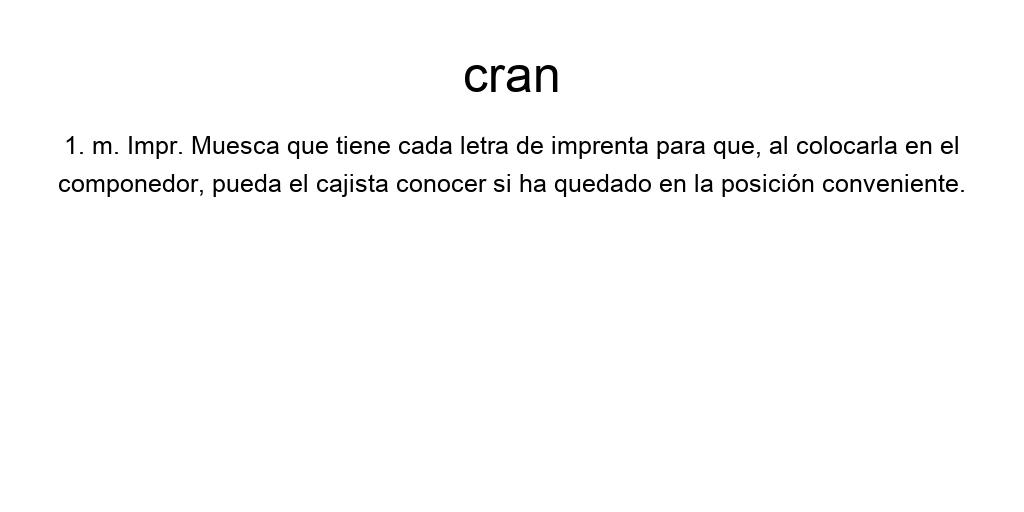 cran
1. m. Impr. Muesca que tiene cada letra de imprenta para que, al colocarla en el
componedor, pueda el cajista conocer si ha quedado en la posición conveniente.